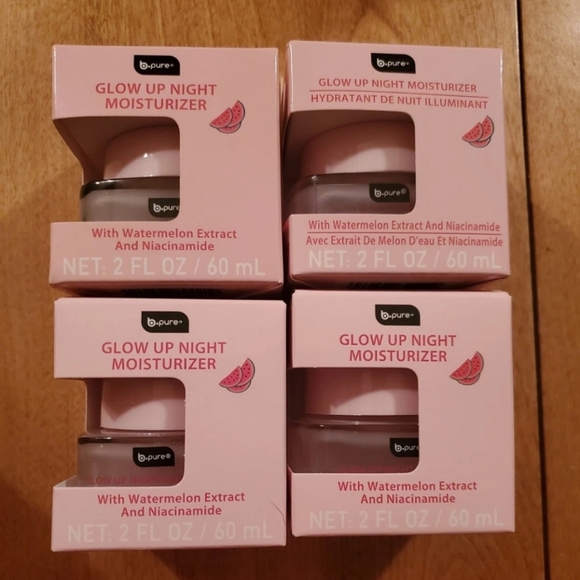 b.pure®
GLOW UP NIGHT
MOISTURIZER
b.pure
With Watermelon Extract
And Niacinamide
NET: 2 FL OZ / 60 mL
b.pure®
GLOW UP NIGHT MOISTURIZER
HYDRATANT DE NUIT ILLUMINANT
b.pure®
With Watermelon Extract And Niacinamide
Avec Extrait De Melon D'eau Et Niacinamide
NET: 2 FL OZ / 60 mL
b.pure®
GLOW UP NIGHT
MOISTURIZER
b.pure®
GLOW UP NIGHT
With Watermelon Extract
And Niacinamide
NET: 2 FL OZ / 60 mL
b.pure®
GLOW UP NIGHT
MOISTURIZER
b.pure
With Watermelon Extract
And Niacinamide
NET: 2 FL OZ / 60 mL